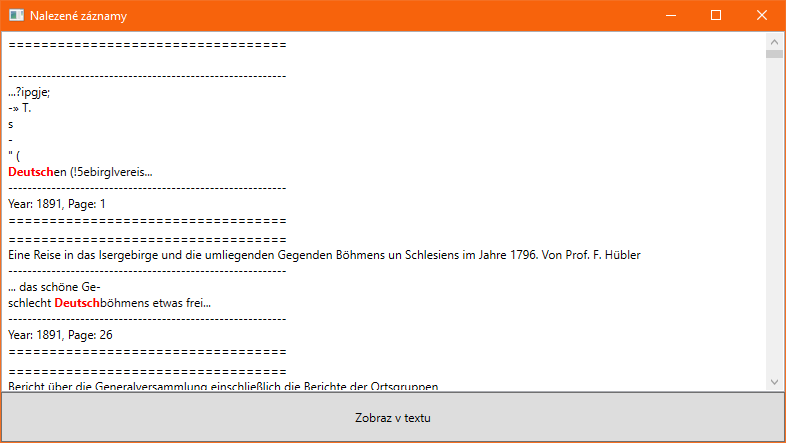 Nalezené záznamy
==================================
----------------------------------------------------------
...?ipgje;
-» T.
s
-
" (
Deutschen (!5ebirglvereis...
----------------------------------------------------------
Year: 1891, Page: 1
==================================
==================================
Eine Reise in das Isergebirge und die umliegenden Gegenden Böhmens un Schlesiens im Jahre 1796. Von Prof. F. Hübler
----------------------------------------------------------
... das schöne Ge-
schlecht Deutschböhmens etwas frei...
----------------------------------------------------------
Year: 1891, Page: 26
==================================
==================================
Bericht über die Generalversammlung einschließlich die Berichte der Ortsgruppen
Zobraz v textu